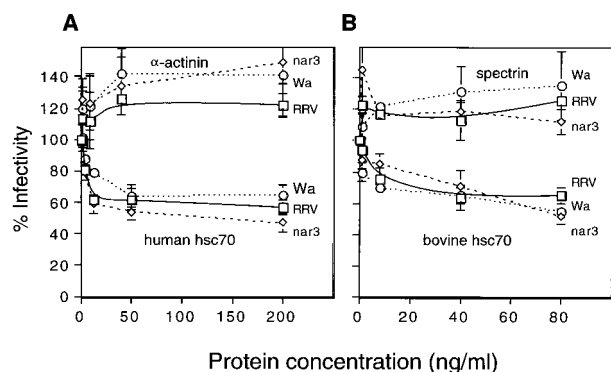 A
B
% Infectivity
140
120
100
80
60
40
20
0
α-actinin
nar3
Wa
RRV
Wa
RRV
nar3
human hsc70
0 50 100 150 200
spectrin
Wa
RRV
nar3
RRV
Wa
nar3
bovine hsc70
0 20 40 60 80
Protein concentration (ng/ml)